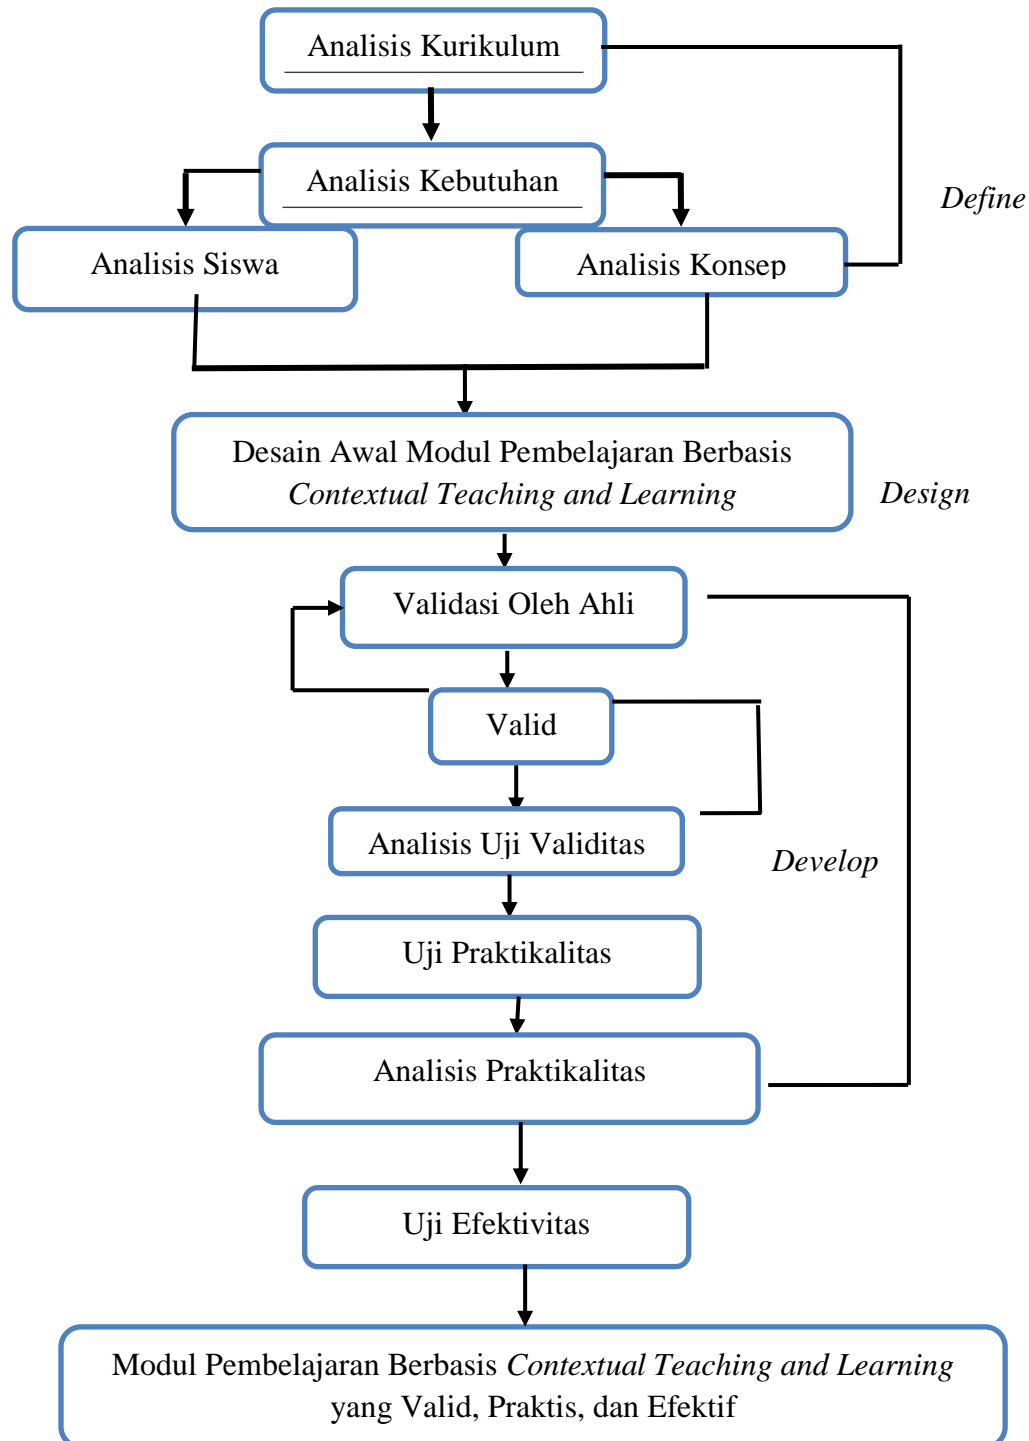 Analisis Kurikulum
Analisis Kebutuhan
Define
Analisis Siswa
Analisis Konsep
Desain Awal Modul Pembelajaran Berbasis
Contextual Teaching and Learning
Design
Validasi Oleh Ahli
Valid
Analisis Uji Validitas
Develop
Uji Praktikalitas
Analisis Praktikalitas
Uji Efektivitas
Modul Pembelajaran Berbasis Contextual Teaching and Learning
yang Valid, Praktis, dan Efektif